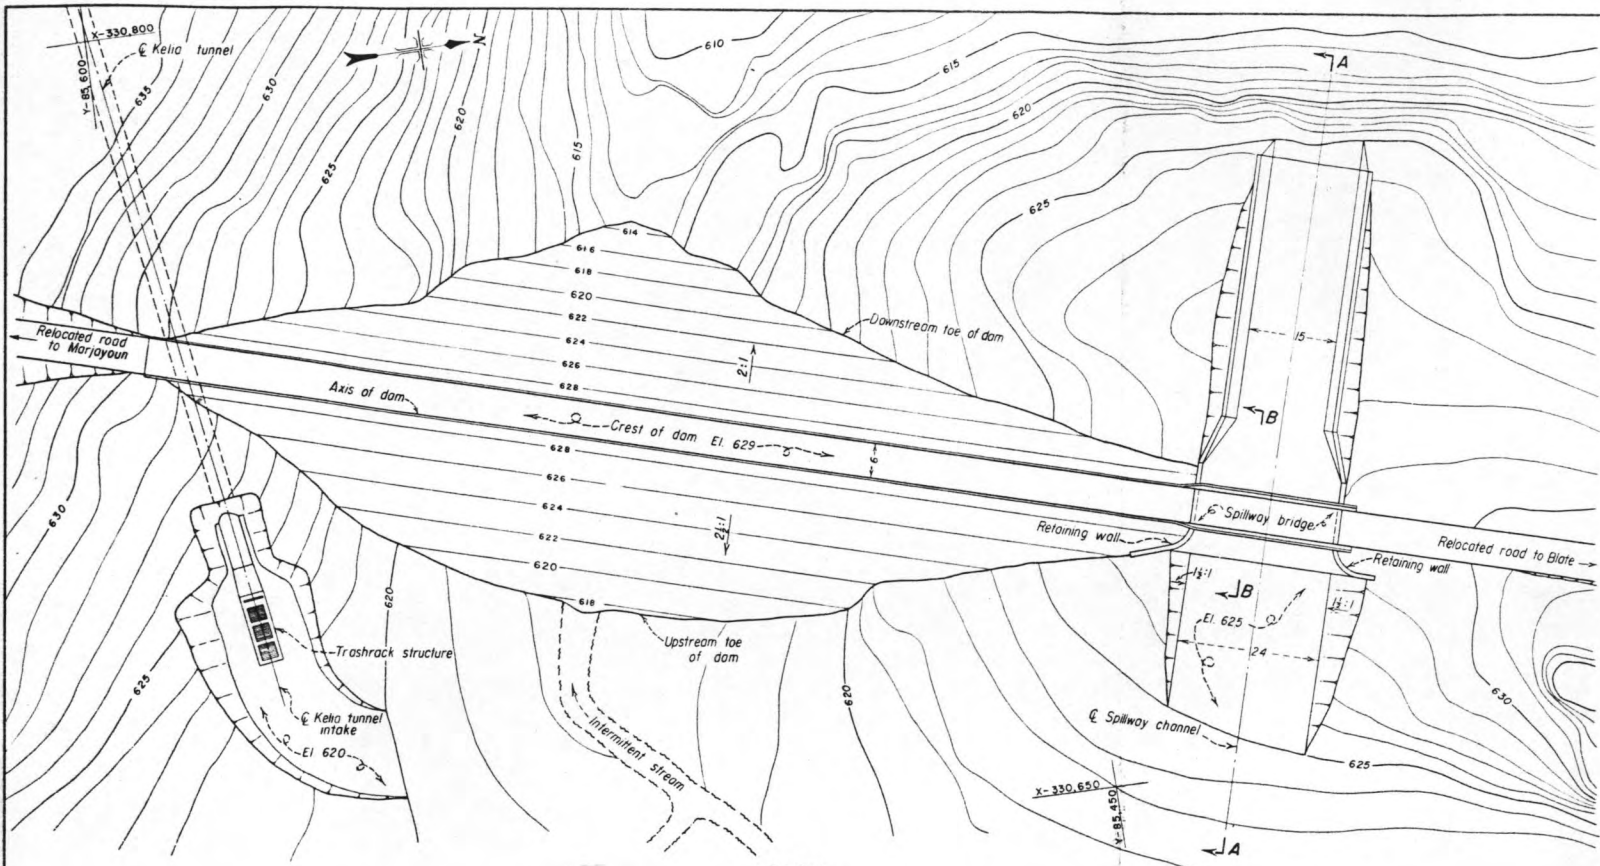 X-330,800
℄ Kelia tunnel
Y-85,600
N
635
630
625
620
615
610
615
620
625
A
614
616
618
620
622
624
626
628
Downstream toe of dam
2:1
15
Relocated road
to Marjayoun
Axis of dam
Crest of dam El. 629
6
B
628
626
624
622
620
618
2½:1
Retaining wall
Spillway bridge
6
6
Relocated road to Blate
Retaining wall
1½:1
B
1½:1
El. 625
24
630
620
Trashrack structure
Upstream toe
of dam
625
℄ Kelia tunnel
intake
El 620
Intermittent stream
620
℄ Spillway channel
630
625
X-330,650
Y-85,450
A